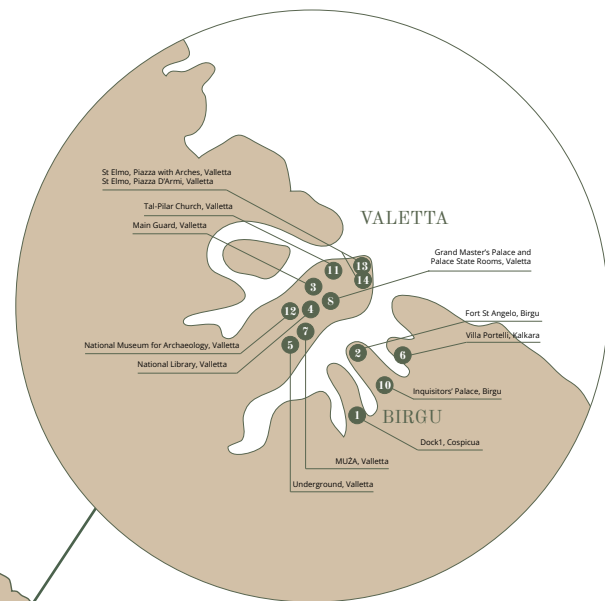 St Elmo, Piazza with Arches, Valletta
St Elmo, Piazza D'Armi, Valletta
Tal-Pilar Church, Valletta
VALETTA
Main Guard, Valletta
Grand Master's Palace and
Palace State Rooms, Valetta
13
11
14
3
8
12
4
Fort St Angelo, Birgu
7
Villa Portelli, Kalkara
National Museum for Archaeology, Valletta
5
2
6
National Library, Valletta
10
Inquisitors' Palace, Birgu
1
BIRGU
Dock1, Cospicua
MUŻA, Valletta
Underground, Valletta